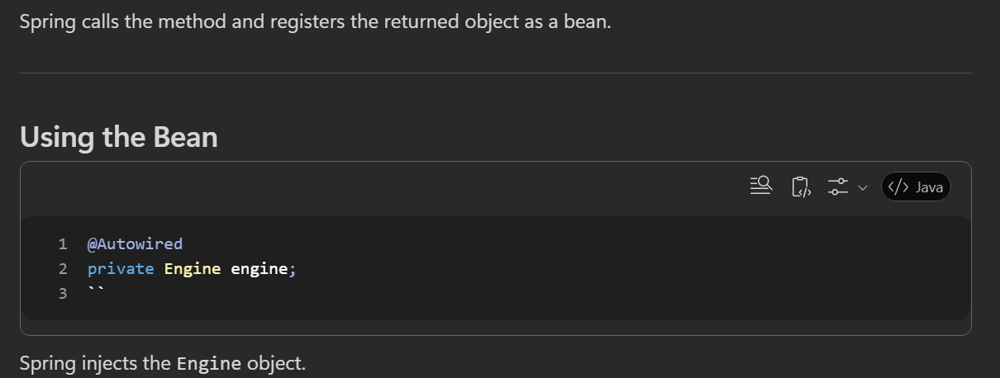 Spring calls the method and registers the returned object as a bean.
Using the Bean
</> Java
1 @Autowired
2 private Engine engine;
3 ``
Spring injects the Engine object.